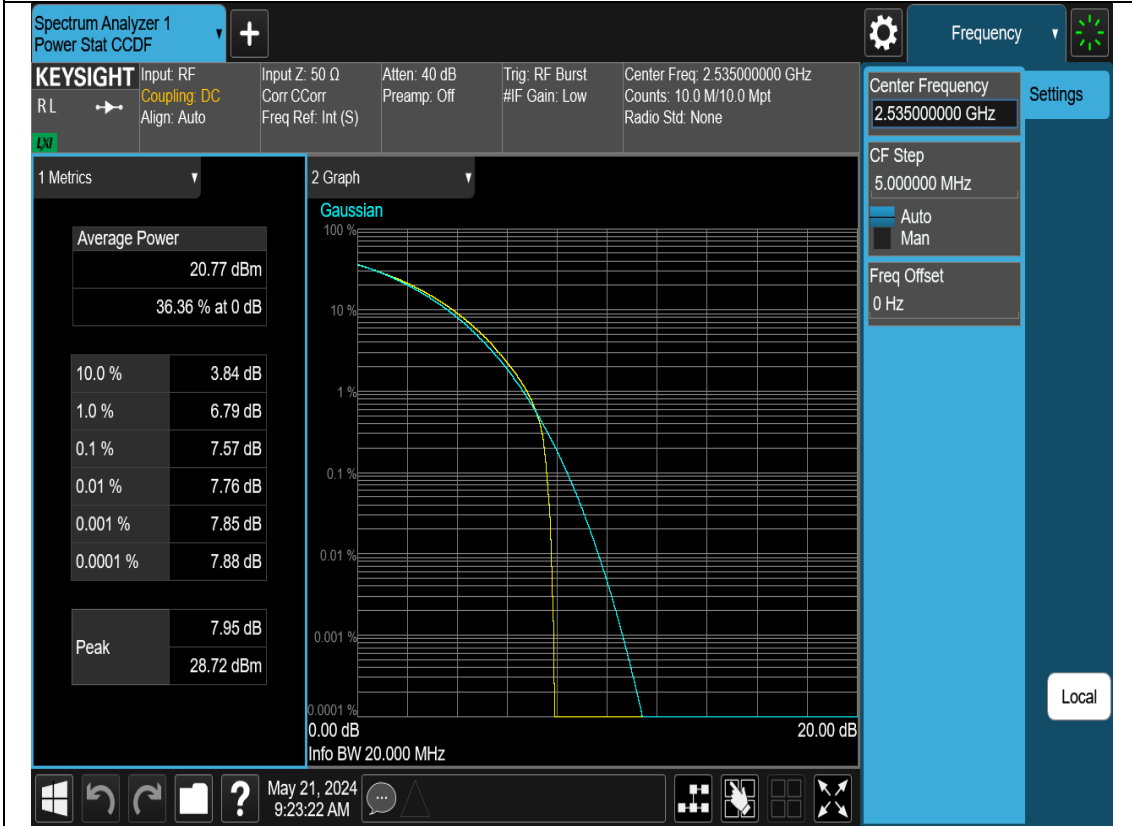 Spectrum Analyzer 1
Power Stat CCDF
▼
+
Frequency
▼
KEYSIGHT
RL
LXI
Input: RF
Coupling: DC
Align: Auto
Input Z: 50 Ω
Corr CCorr
Freq Ref: Int (S)
Atten: 40 dB
Preamp: Off
Trig: RF Burst
#IF Gain: Low
Center Freq: 2.535000000 GHz
Counts: 10.0 M/10.0 Mpt
Radio Std: None
Center Frequency
2.535000000 GHz
Settings
CF Step
5.000000 MHz
Auto
Man
Freq Offset
0 Hz
Local
1 Metrics ▼
Average Power
20.77 dBm
36.36 % at 0 dB
10.0 % 3.84 dB
1.0 % 6.79 dB
0.1 % 7.57 dB
0.01 % 7.76 dB
0.001 % 7.85 dB
0.0001 % 7.88 dB
Peak 7.95 dB
28.72 dBm
2 Graph ▼
Gaussian
100 %
10 %
1 %
0.1 %
0.01 %
0.001 %
0.0001 %
0.00 dB 20.00 dB
Info BW 20.000 MHz
?
May 21, 2024
9:23:22 AM